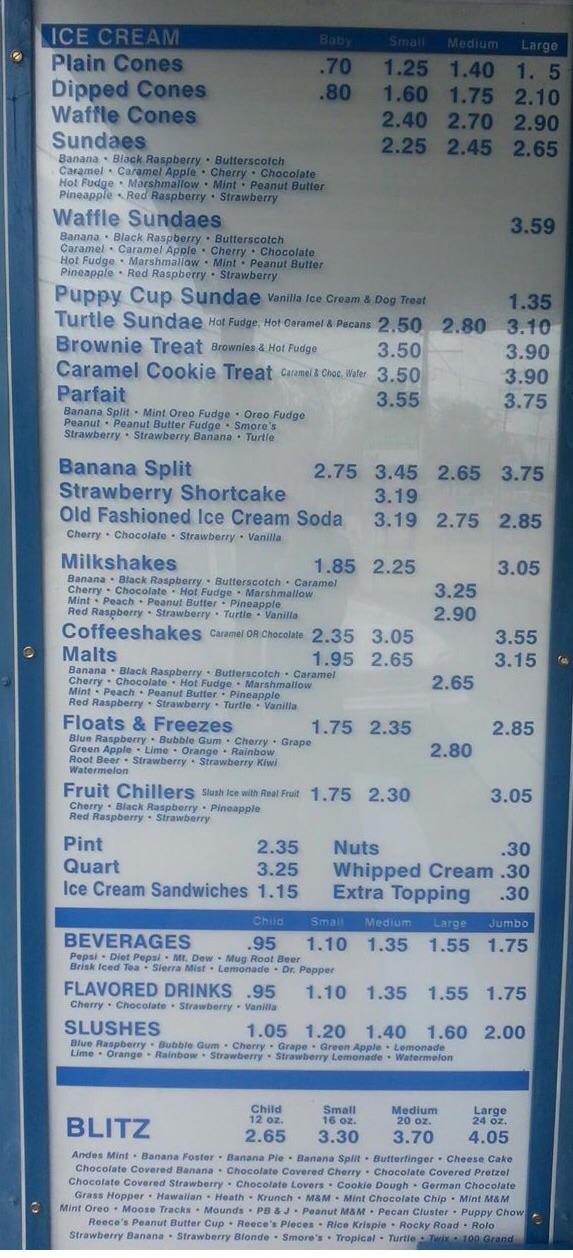 ICE CREAM Baby Small Medium Large
Plain Cones .70 1.25 1.40 1. 5
Dipped Cones .80 1.60 1.75 2.10
Waffle Cones 2.40 2.70 2.90
Sundaes 2.25 2.45 2.65
Banana • Black Raspberry • Butterscotch
Caramel • Caramel Apple • Cherry • Chocolate
Hot Fudge • Marshmallow • Mint • Peanut Butter
Pineapple • Red Raspberry • Strawberry
Waffle Sundaes 3.59
Banana • Black Raspberry • Butterscotch
Caramel • Caramel Apple • Cherry • Chocolate
Hot Fudge • Marshmallow • Mint • Peanut Butter
Pineapple • Red Raspberry • Strawberry
Puppy Cup Sundae Vanilla Ice Cream & Dog Treat 1.35
Turtle Sundae Hot Fudge, Hot Caramel & Pecans 2.50 2.80 3.10
Brownie Treat Brownies & Hot Fudge 3.50 3.90
Caramel Cookie Treat Caramel & Choc. Wafer 3.50 3.90
Parfait 3.55 3.75
Banana Split • Mint Oreo Fudge • Oreo Fudge
Peanut • Peanut Butter Fudge • Smore's
Strawberry • Strawberry Banana • Turtle
Banana Split 2.75 3.45 2.65 3.75
Strawberry Shortcake 3.19
Old Fashioned Ice Cream Soda 3.19 2.75 2.85
Cherry • Chocolate • Strawberry • Vanilla
Milkshakes 1.85 2.25 3.05
Banana • Black Raspberry • Butterscotch • Caramel
Cherry • Chocolate • Hot Fudge • Marshmallow 3.25
Mint • Peach • Peanut Butter • Pineapple
Red Raspberry • Strawberry • Turtle • Vanilla 2.90
Coffeeshakes Caramel OR Chocolate 2.35 3.05 3.55
Malts 1.95 2.65 3.15
Banana • Black Raspberry • Butterscotch • Caramel
Cherry • Chocolate • Hot Fudge • Marshmallow 2.65
Mint • Peach • Peanut Butter • Pineapple
Red Raspberry • Strawberry • Turtle • Vanilla
Floats & Freezes 1.75 2.35 2.85
Blue Raspberry • Bubble Gum • Cherry • Grape
Green Apple • Lime • Orange • Rainbow 2.80
Root Beer • Strawberry • Strawberry Kiwi
Watermelon
Fruit Chillers Slush Ice with Real Fruit 1.75 2.30 3.05
Cherry • Black Raspberry • Pineapple
Red Raspberry • Strawberry
Pint 2.35 Nuts .30
Quart 3.25 Whipped Cream .30
Ice Cream Sandwiches 1.15 Extra Topping .30
Child Small Medium Large Jumbo
BEVERAGES .95 1.10 1.35 1.55 1.75
Pepsi • Diet Pepsi • Mt. Dew • Mug Root Beer
Brisk Iced Tea • Sierra Mist • Lemonade • Dr. Pepper
FLAVORED DRINKS .95 1.10 1.35 1.55 1.75
Cherry • Chocolate • Strawberry • Vanilla
SLUSHES 1.05 1.20 1.40 1.60 2.00
Blue Raspberry • Bubble Gum • Cherry • Grape • Green Apple • Lemonade
Lime • Orange • Rainbow • Strawberry • Strawberry Lemonade • Watermelon
Child Small Medium Large
12 oz. 16 oz. 20 oz. 24 oz.
BLITZ 2.65 3.30 3.70 4.05
Andes Mint • Banana Foster • Banana Pie • Banana Split • Butterfinger • Cheese Cake
Chocolate Covered Banana • Chocolate Covered Cherry • Chocolate Covered Pretzel
Chocolate Covered Strawberry • Chocolate Lovers • Cookie Dough • German Chocolate
Grass Hopper • Hawaiian • Heath • Krunch • M&M • Mint Chocolate Chip • Mint M&M
Mint Oreo • Moose Tracks • Mounds • PB & J • Peanut M&M • Pecan Cluster • Puppy Chow
Reece's Peanut Butter Cup • Reece's Pieces • Rice Krispie • Rocky Road • Rolo
Strawberry Banana • Strawberry Blonde • Smore's • Tropical • Turtle • Twix • 100 Grand